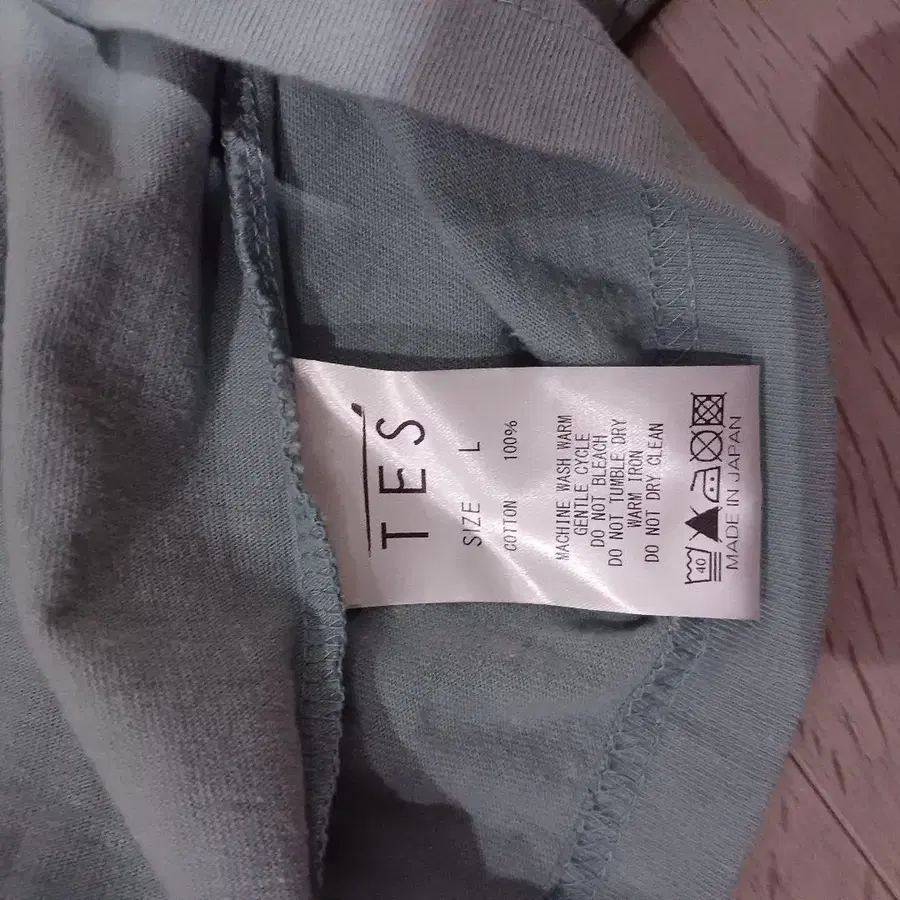 TES
SIZE L
COTTON 100%
MACHINE WASH WARM
GENTLE CYCLE
DO NOT BLEACH
DO NOT TUMBLE DRY
WARM IRON
DO NOT DRY CLEAN
40
MADE IN JAPAN